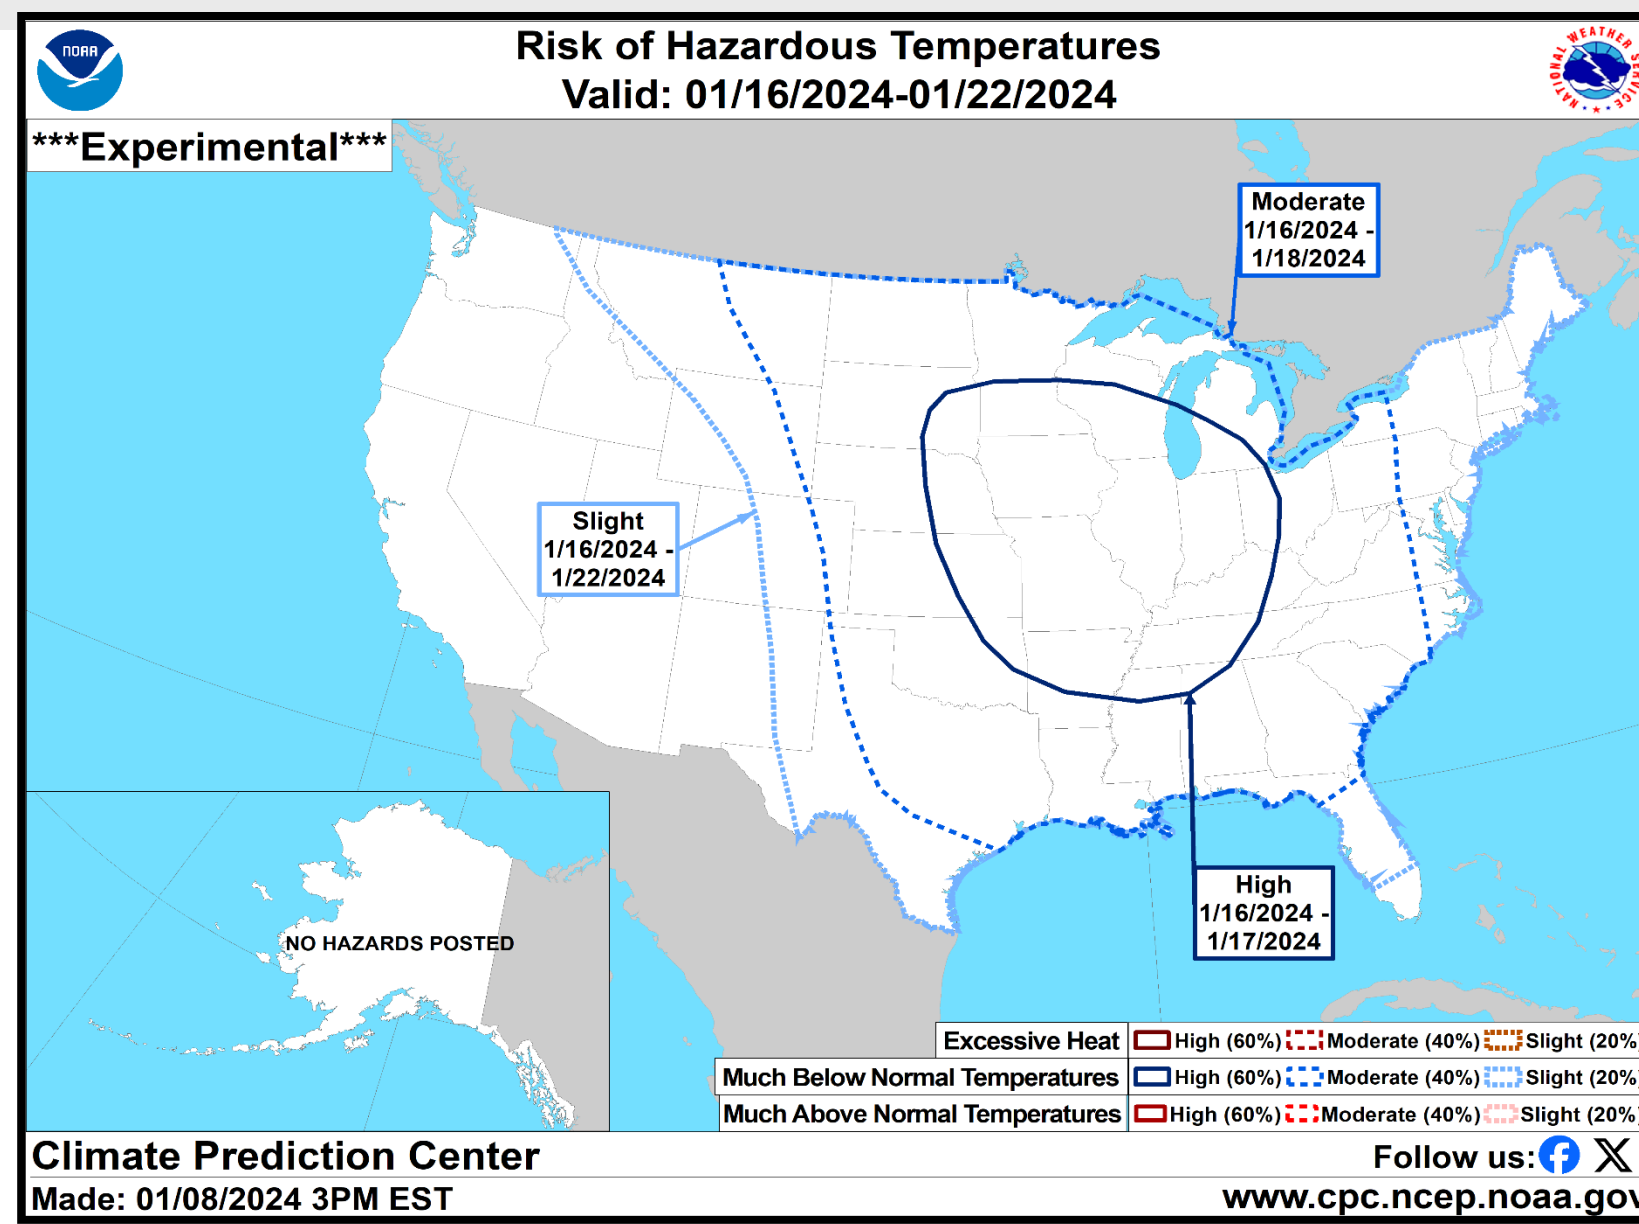 NOAA
Risk of Hazardous Temperatures
Valid: 01/16/2024-01/22/2024
NATIONAL WEATHER SERVICE
***Experimental***
Moderate
1/16/2024 -
1/18/2024
Slight
1/16/2024 -
1/22/2024
High
1/16/2024 -
1/17/2024
NO HAZARDS POSTED
Excessive Heat High (60%) Moderate (40%) Slight (20%)
Much Below Normal Temperatures High (60%) Moderate (40%) Slight (20%)
Much Above Normal Temperatures High (60%) Moderate (40%) Slight (20%)
Climate Prediction Center
Follow us:
Made: 01/08/2024 3PM EST
www.cpc.ncep.noaa.gov